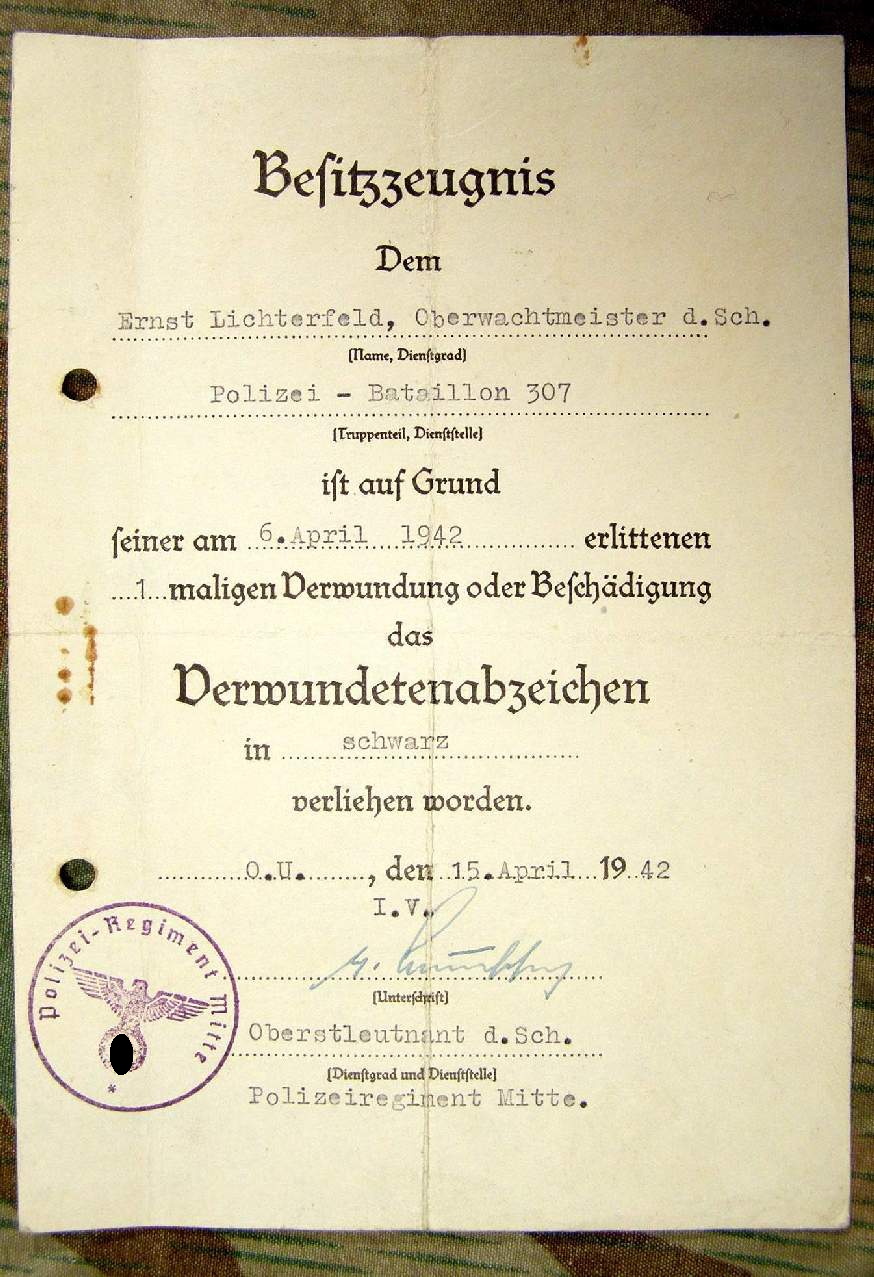 Besitzzeugnis
Dem
Ernst Lichterfeld, Oberwachtmeister d.Sch.
(Name, Dienstgrad)
Polizei - Bataillon 307
(Truppenteil, Dienststelle)
ist auf Grund
seiner am 6.April 1942 erlittenen
1 maligen Verwundung oder Beschädigung
das
Verwundetenabzeichen
in schwarz
verliehen worden.
O.U. , den 15.April 1942
I.V.
(Unterschrift)
Oberstleutnant d.Sch.
(Dienstgrad und Dienststelle)
Polizeiregiment Mitte.
Polizei-Regiment Mitte
*